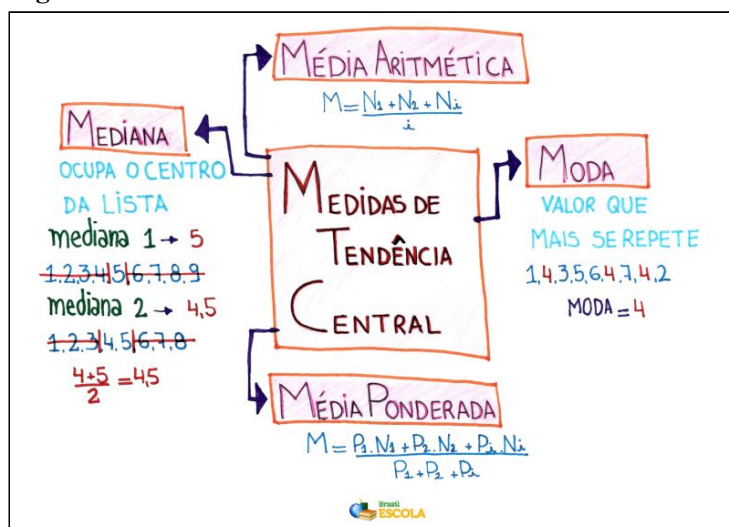 MÉDIA ARITMÉTICA
M = N1 + N2 + Ni
i
MEDIANA
OCUPA O CENTRO
DA LISTA
mediana 1 → 5
1,2,3,4|5|6,7,8,9
mediana 2 → 4,5
1,2,3|4,5|6,7,8
4+5
2
= 4,5
MEDIDAS DE
TENDÊNCIA
CENTRAL
MODA
VALOR QUE
MAIS SE REPETE
1,4,3,5,6,4,7,4,2
MODA = 4
MÉDIA PONDERADA
M = P1.N1 + P2.N2 + Pi.Ni
P1 + P2 + Pi
Brasil
ESCOLA